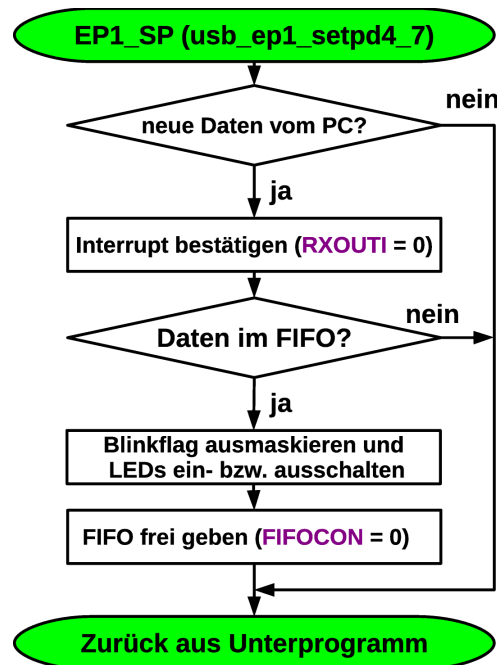 EP1_SP (usb_ep1_setpd4_7)
nein
neue Daten vom PC?
ja
Interrupt bestätigen (RXOUTI = 0)
nein
Daten im FIFO?
ja
Blinkflag ausmaskieren und
LEDs ein- bzw. ausschalten
FIFO frei geben (FIFOCON = 0)
Zurück aus Unterprogramm